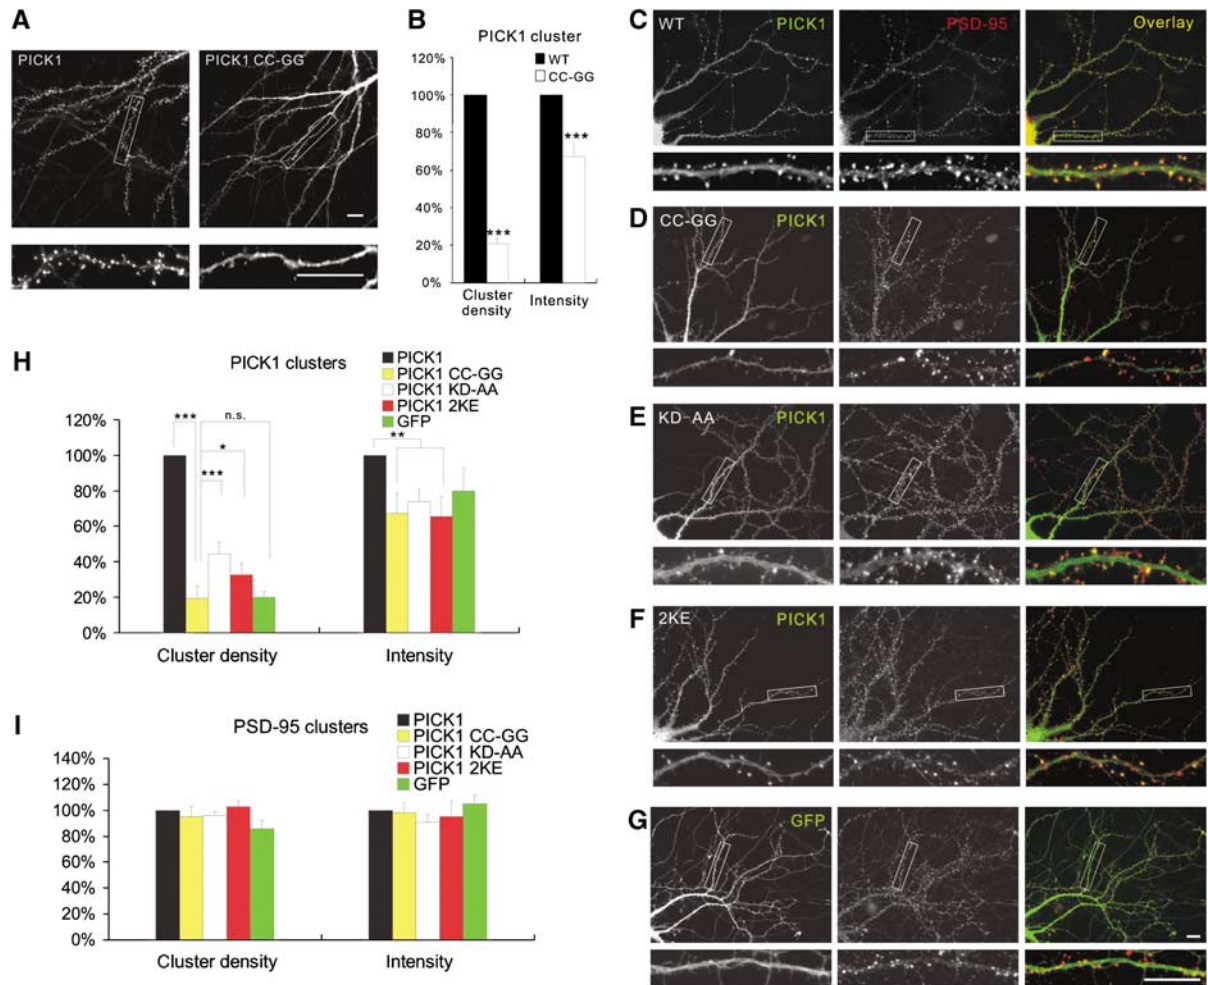 A
PICK1
PICK1 CC-GG
B
PICK1 cluster
WT
CC-GG
120%
100%
80%
60%
40%
20%
0%
***
***
Cluster density
Intensity
C
WT
PICK1
PSD-95
Overlay
D
CC-GG
PICK1
E
KD-AA
PICK1
F
2KE
PICK1
G
GFP
H
PICK1 clusters
PICK1
PICK1 CC-GG
PICK1 KD-AA
PICK1 2KE
GFP
120%
100%
80%
60%
40%
20%
0%
***
n.s.
*
***
**
Cluster density
Intensity
I
PSD-95 clusters
PICK1
PICK1 CC-GG
PICK1 KD-AA
PICK1 2KE
GFP
140%
120%
100%
80%
60%
40%
20%
0%
Cluster density
Intensity